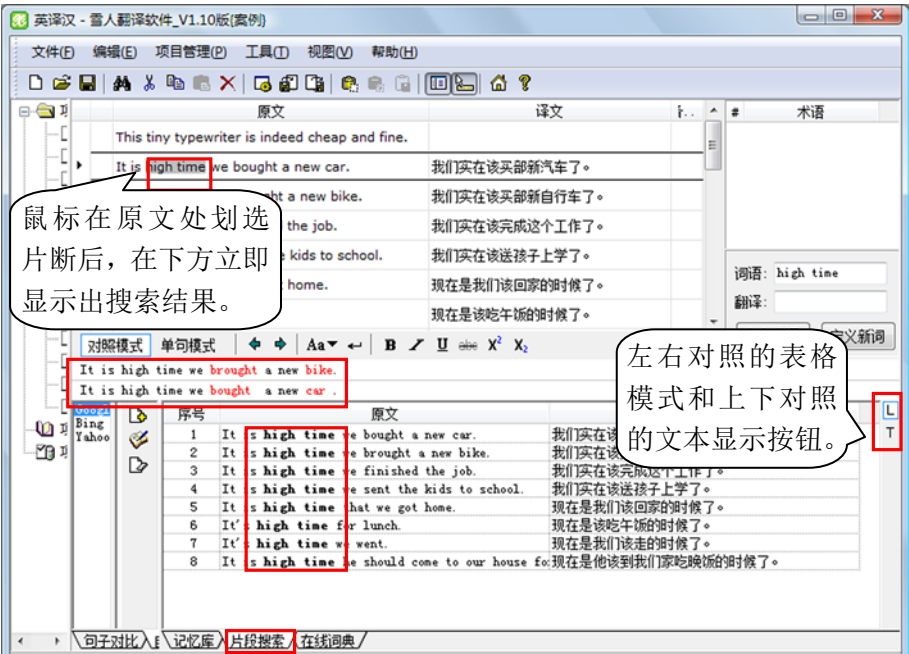 英译汉 - 雪人翻译软件_V1.10版{案例}
文件(F) 编辑(E) 项目管理(P) 工具(T) 视图(V) 帮助(H)
原文 译文 # 术语
This tiny typewriter is indeed cheap and fine.
It is high time we bought a new car. 我们实在该买部新汽车了。
ght a new bike. 我们实在该买部新自行车了。
the job. 我们实在该完成这个工作了。
kids to school. 我们实在该送孩子上学了。
home. 现在是我们该回家的时候了。
现在是该吃午饭的时候了。
鼠标在原文处划选
片断后，在下方立即
显示出搜索结果。
词语: high time
翻译:
定义新词
对照模式 单句模式 Aa B U abc X² X₂
It is high time we brought a new bike.
It is high time we bought a new car .
左右对照的表格
模式和上下对照
的文本显示按钮。
L
T
Googl
Bing
Yahoo
序号 原文
1 It is high time we bought a new car. 我们实在该
2 It is high time we brought a new bike. 我们实在该
3 It is high time we finished the job. 我们实在该完成这个工作了。
4 It is high time we sent the kids to school. 我们实在该送孩子上学了。
5 It is high time that we got home. 现在是我们该回家的时候了。
6 It's high time for lunch. 现在是该吃午饭的时候了。
7 It's high time we went. 现在是我们该走的时候了。
8 It is high time he should come to our house fo 现在是他该到我们家吃晚饭的时候了。
句子对比 记忆库 片段搜索 在线词典